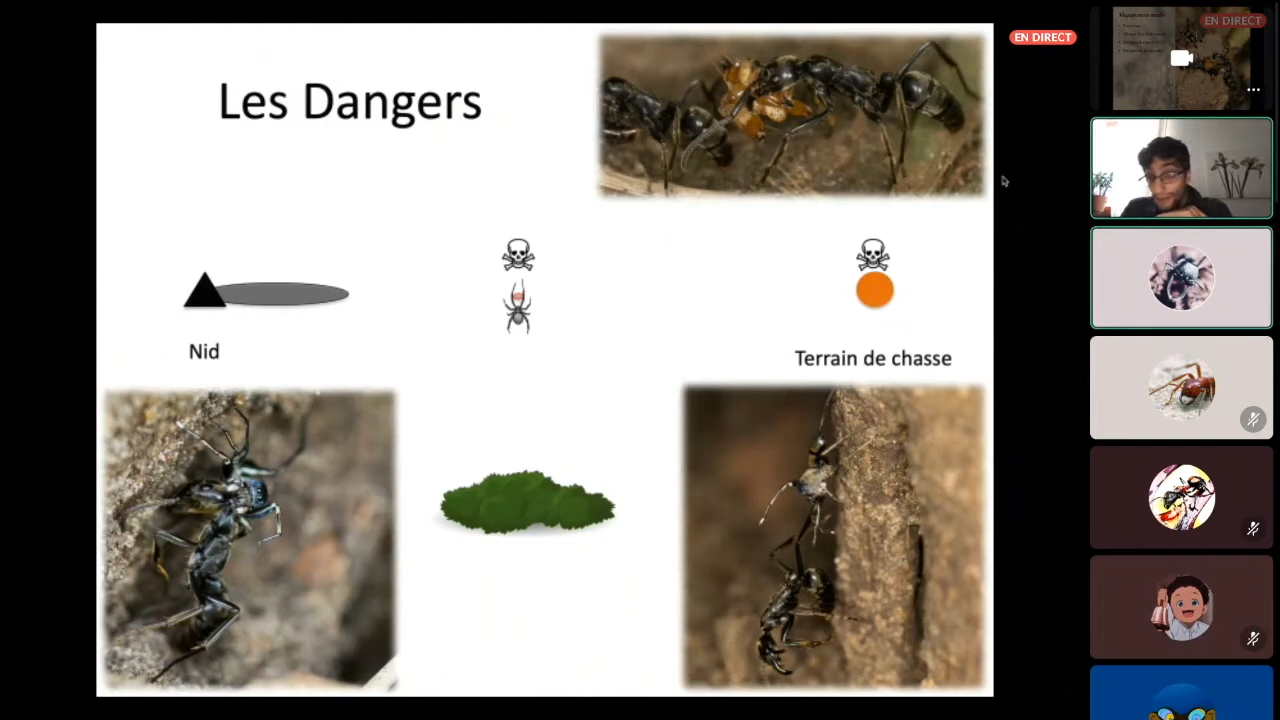 Les Dangers
EN DIRECT
EN DIRECT
Nid
Terrain de chasse